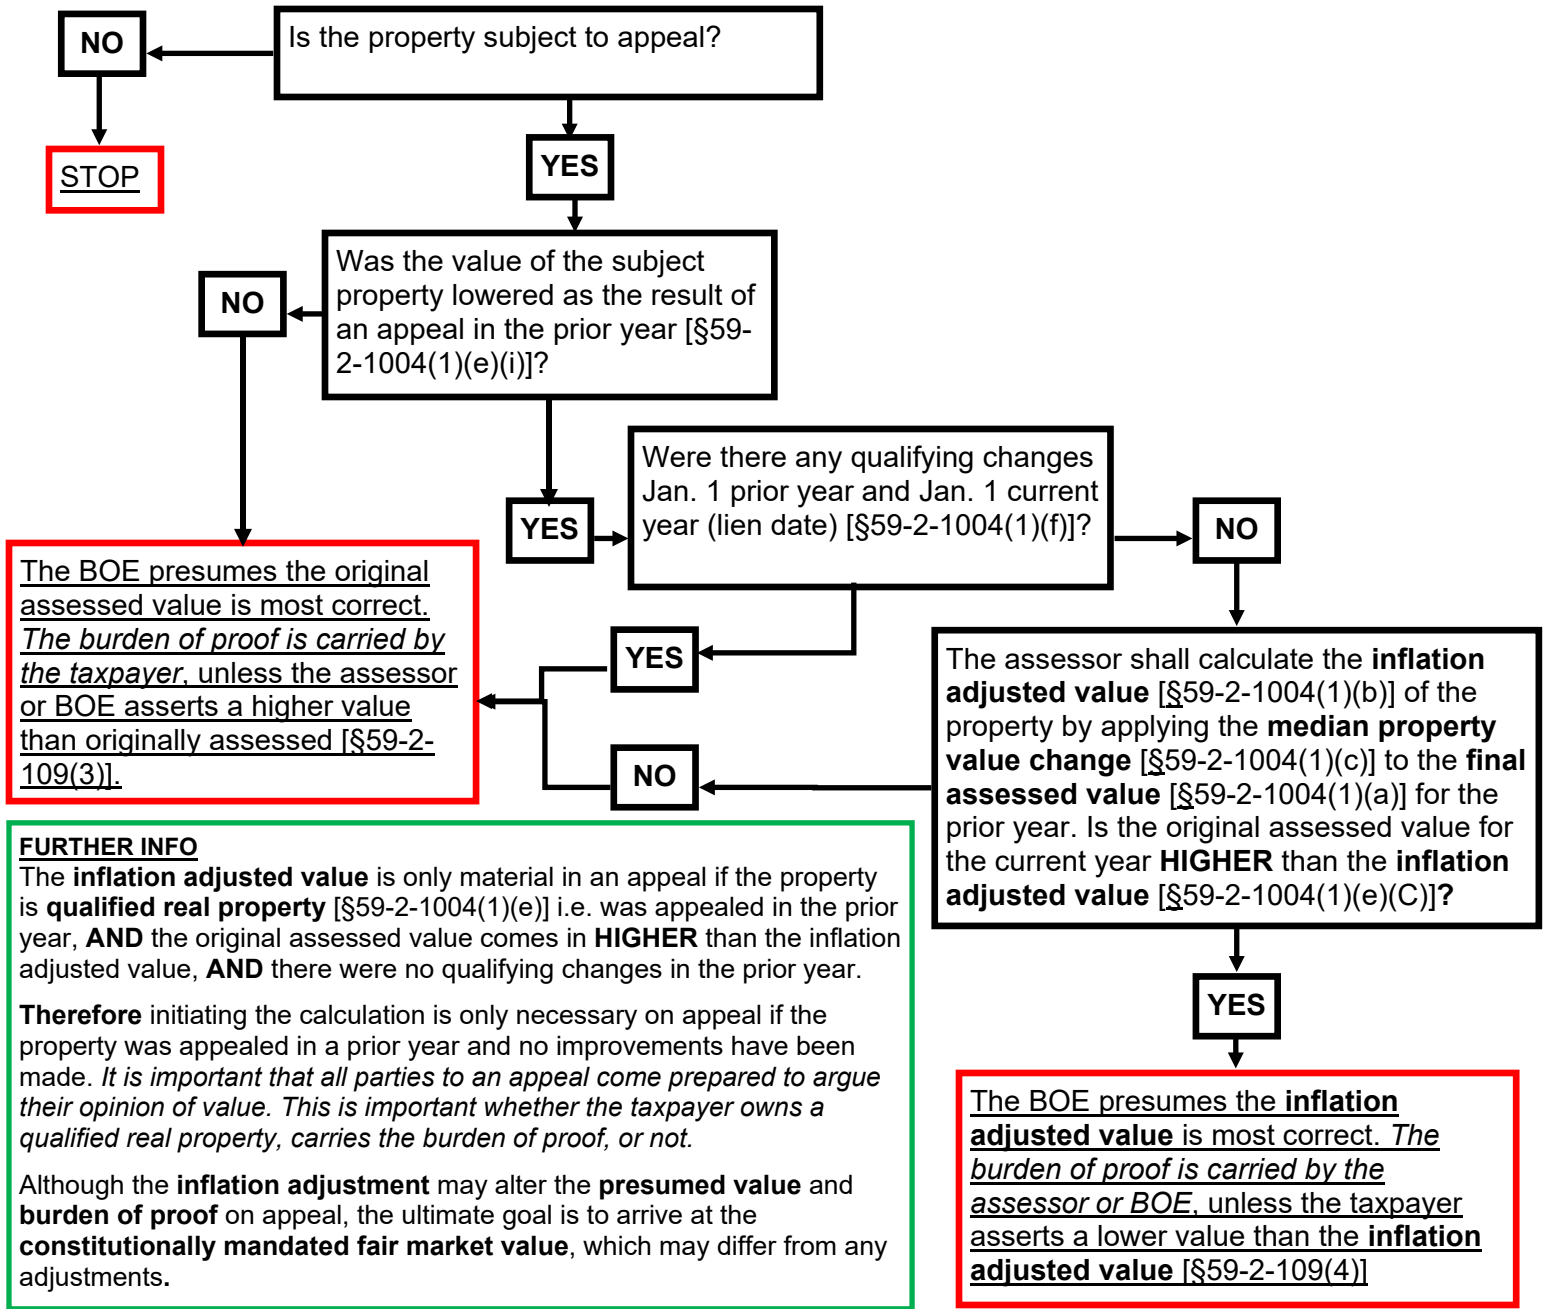 NO
Is the property subject to appeal?
STOP
YES
Was the value of the subject
property lowered as the result of
an appeal in the prior year [§59-
2-1004(1)(e)(i)]?
NO
YES
Were there any qualifying changes
Jan. 1 prior year and Jan. 1 current
year (lien date) [§59-2-1004(1)(f)]?
NO
The BOE presumes the original
assessed value is most correct.
The burden of proof is carried by
the taxpayer, unless the assessor
or BOE asserts a higher value
than originally assessed [§59-2-
109(3)].
YES
NO
The assessor shall calculate the inflation
adjusted value [§59-2-1004(1)(b)] of the
property by applying the median property
value change [§59-2-1004(1)(c)] to the final
assessed value [§59-2-1004(1)(a)] for the
prior year. Is the original assessed value for
the current year HIGHER than the inflation
adjusted value [§59-2-1004(1)(e)(C)]?
YES
The BOE presumes the inflation
adjusted value is most correct. The
burden of proof is carried by the
assessor or BOE, unless the taxpayer
asserts a lower value than the inflation
adjusted value [§59-2-109(4)]
FURTHER INFO
The inflation adjusted value is only material in an appeal if the property
is qualified real property [§59-2-1004(1)(e)] i.e. was appealed in the prior
year, AND the original assessed value comes in HIGHER than the inflation
adjusted value, AND there were no qualifying changes in the prior year.
Therefore initiating the calculation is only necessary on appeal if the
property was appealed in a prior year and no improvements have been
made. It is important that all parties to an appeal come prepared to argue
their opinion of value. This is important whether the taxpayer owns a
qualified real property, carries the burden of proof, or not.
Although the inflation adjustment may alter the presumed value and
burden of proof on appeal, the ultimate goal is to arrive at the
constitutionally mandated fair market value, which may differ from any
adjustments.